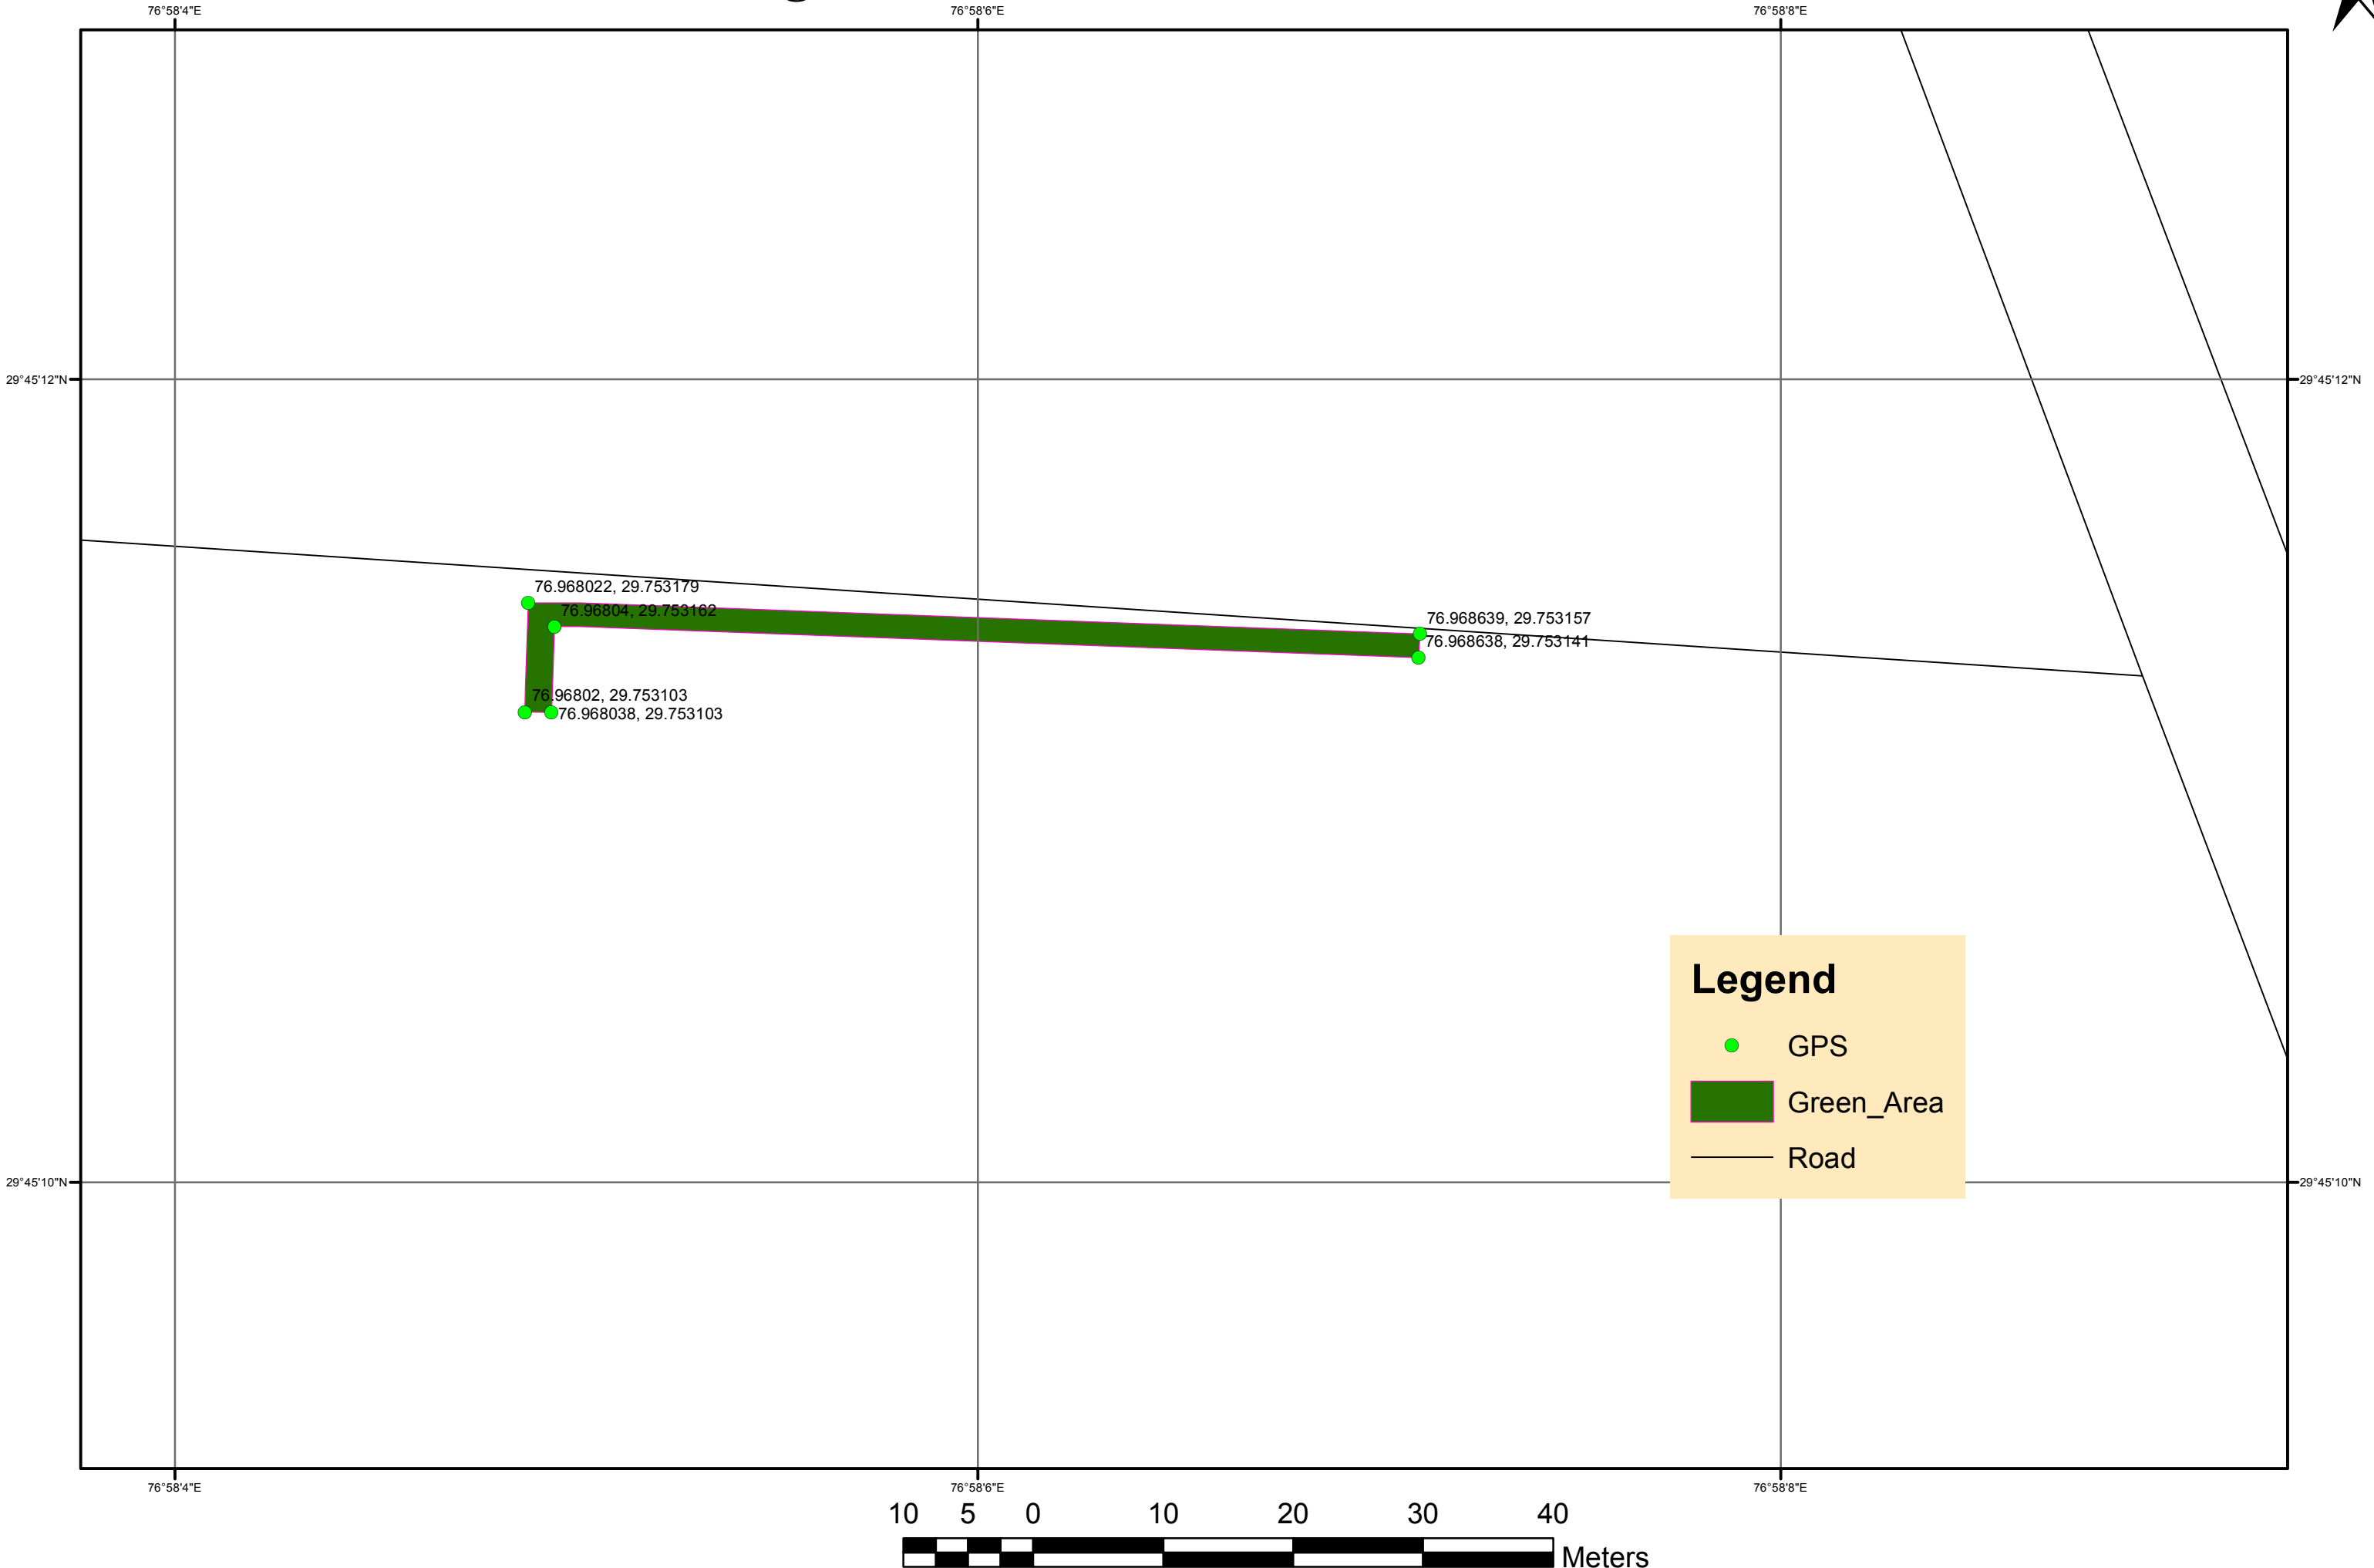 76°58'4"E 76°58'6"E 76°58'8"E
29°45'12"N 29°45'12"N
76.968022, 29.753179
76.96804, 29.753162
76.968639, 29.753157
76.968638, 29.753141
76.96802, 29.753103
76.968038, 29.753103
Legend
GPS
Green_Area
Road
29°45'10"N 29°45'10"N
76°58'4"E 76°58'6"E 76°58'8"E
10 5 0 10 20 30 40
Meters